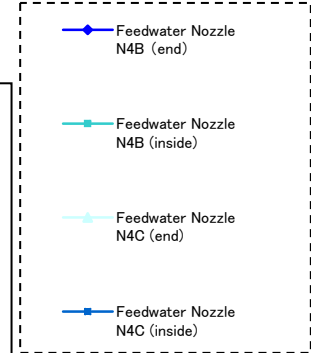 Feedwater Nozzle
N4B (end)
Feedwater Nozzle
N4B (inside)
Feedwater Nozzle
N4C (end)
Feedwater Nozzle
N4C (inside)